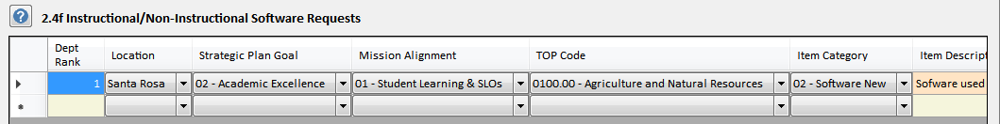 2.4f Instructional/Non-Instructional Software Requests
Dept Rank Location Strategic Plan Goal Mission Alignment TOP Code Item Category Item Descript
1 Santa Rosa 02 - Academic Excellence 01 - Student Learning & SLOs 0100.00 - Agriculture and Natural Resources 02 - Software New Sofware used